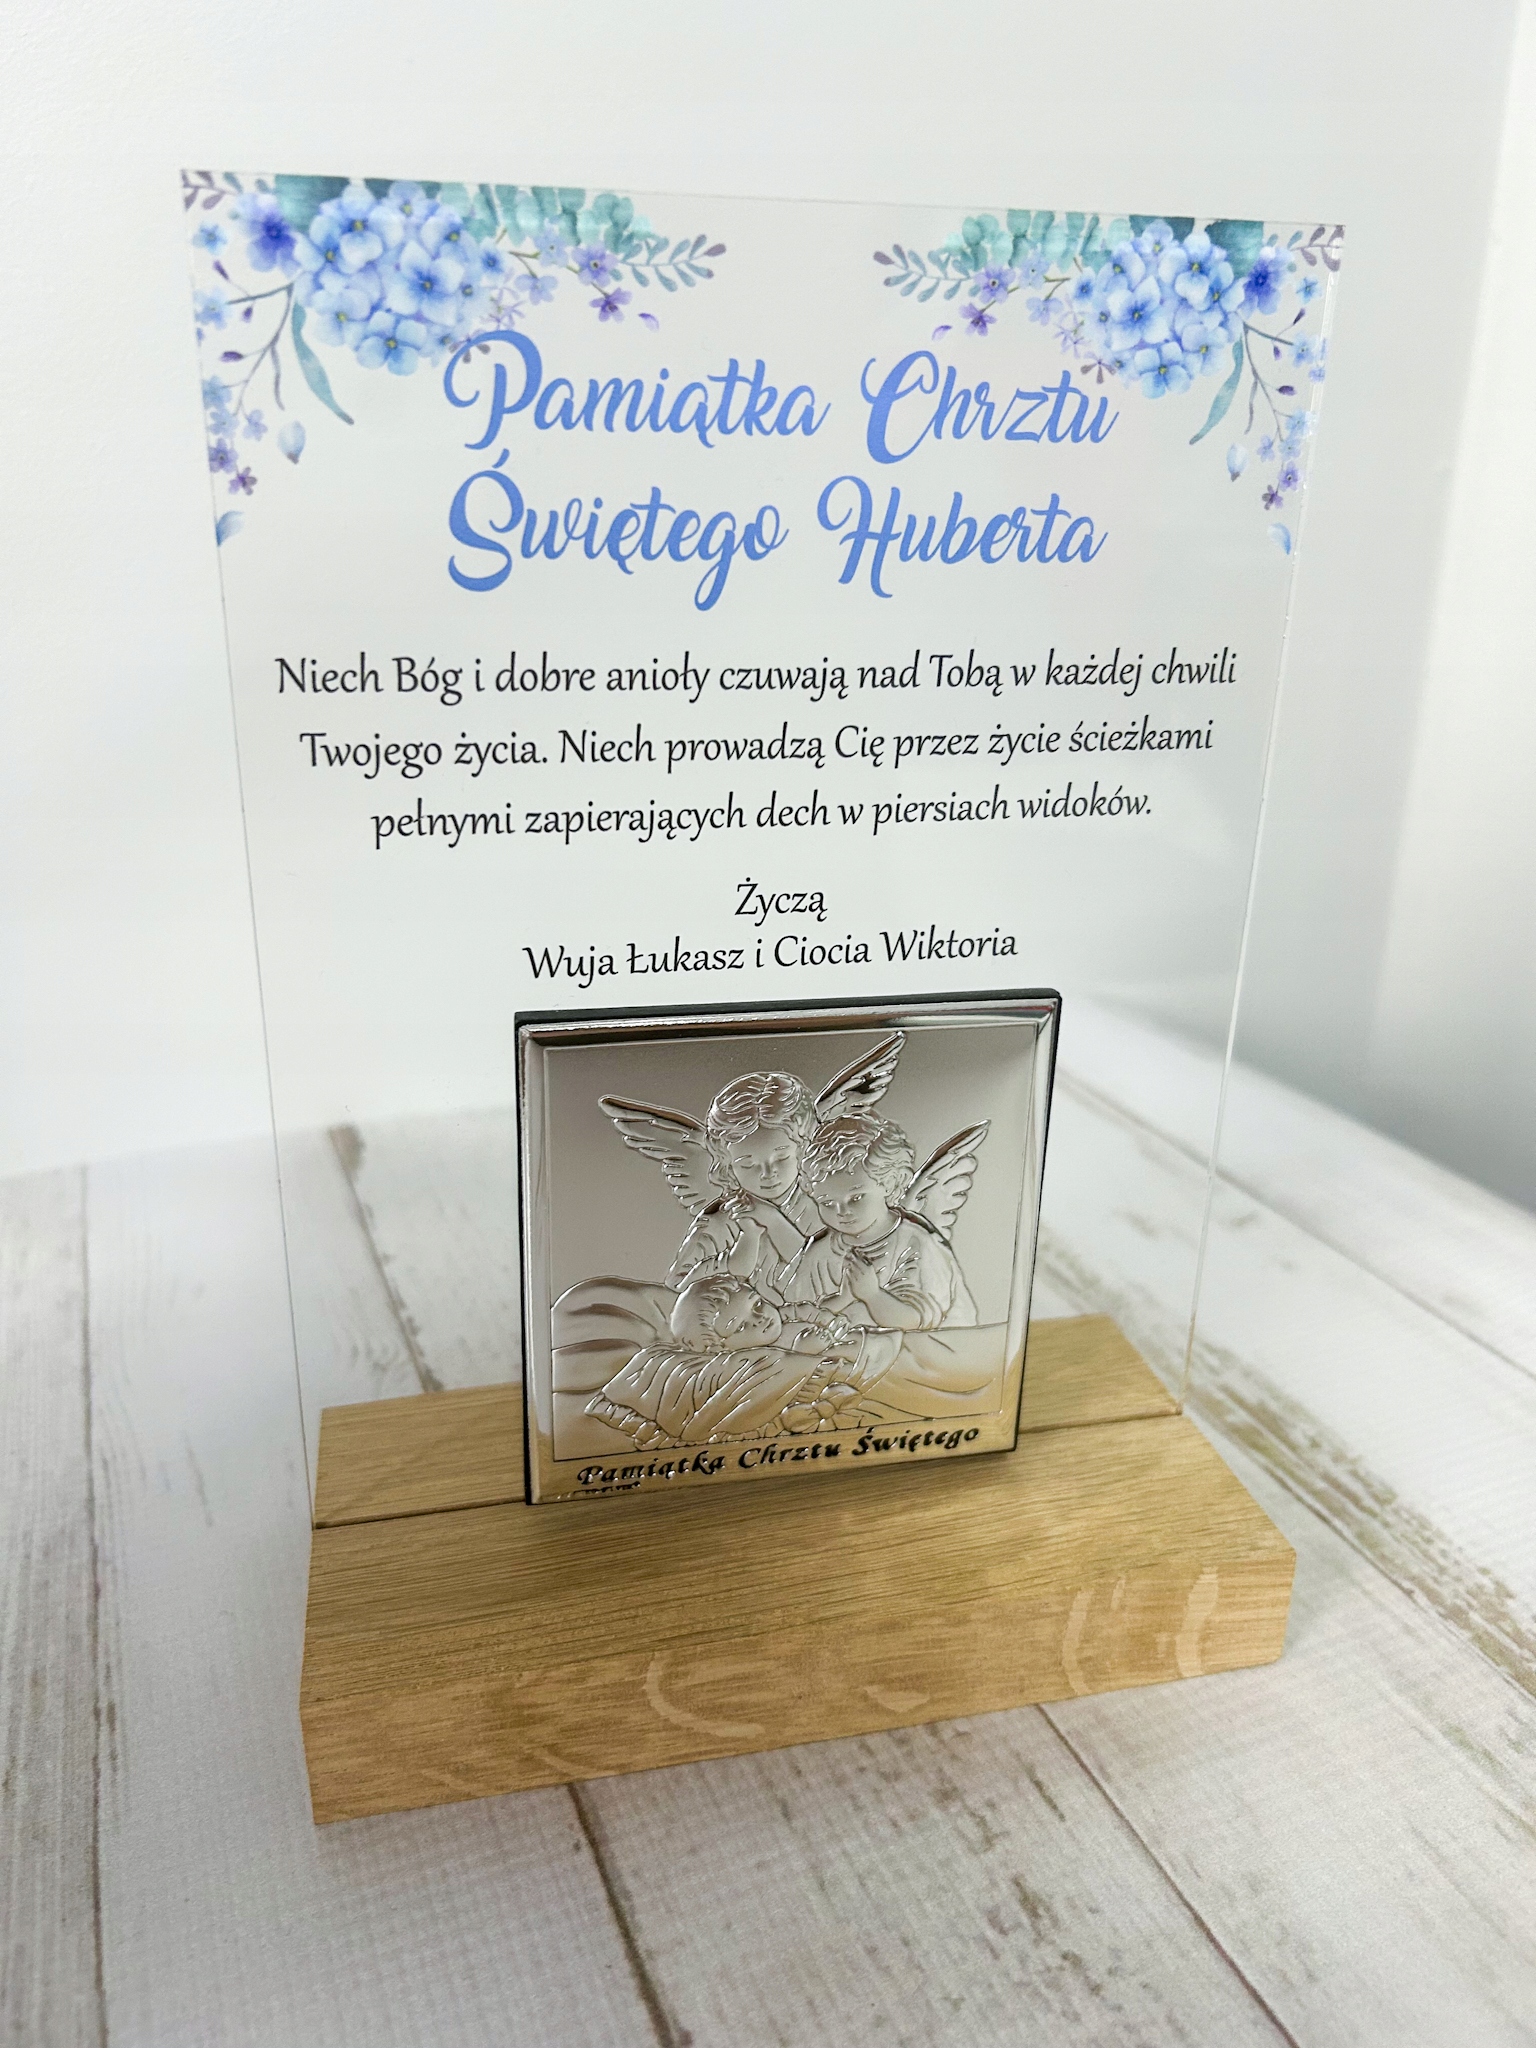 Pamiątka Chrztu
Świętego Huberta
Niech Bóg i dobre anioły czuwają nad Tobą w każdej chwili
Twojego życia. Niech prowadzą Cię przez życie ścieżkami
pełnymi zapierających dech w piersiach widoków.
Życzą
Wuja Łukasz i Ciocia Wiktoria
Pamiątka Chrztu Świętego